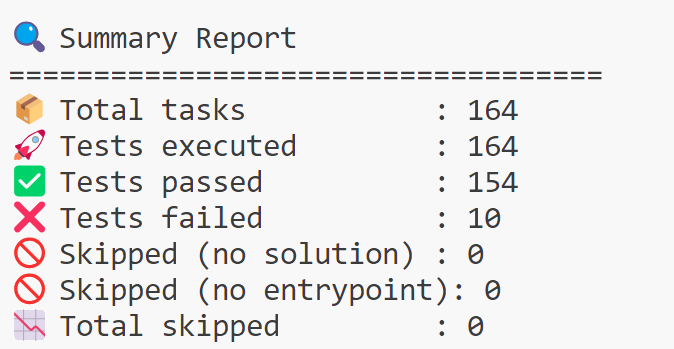 🔍 Summary Report
===================================
📦 Total tasks           : 164
🚀 Tests executed        : 164
✅ Tests passed          : 154
❌ Tests failed          : 10
🚫 Skipped (no solution) : 0
🚫 Skipped (no entrypoint): 0
📉 Total skipped         : 0